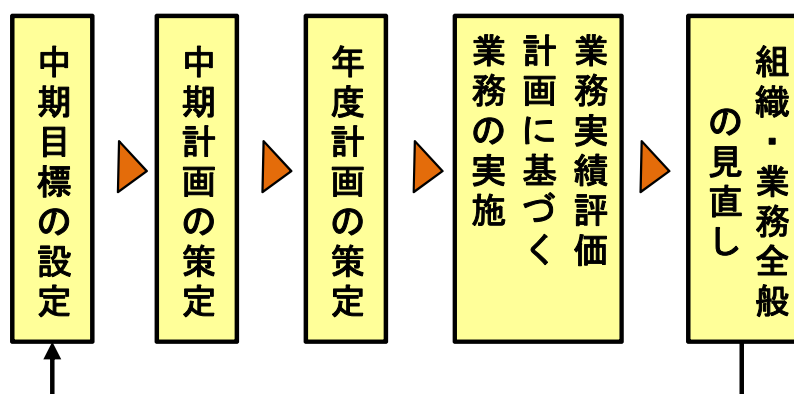 中期目標の設定
中期計画の策定
年度計画の策定
業務実績評価
計画に基づく
業務の実施
組織・業務全般
の見直し